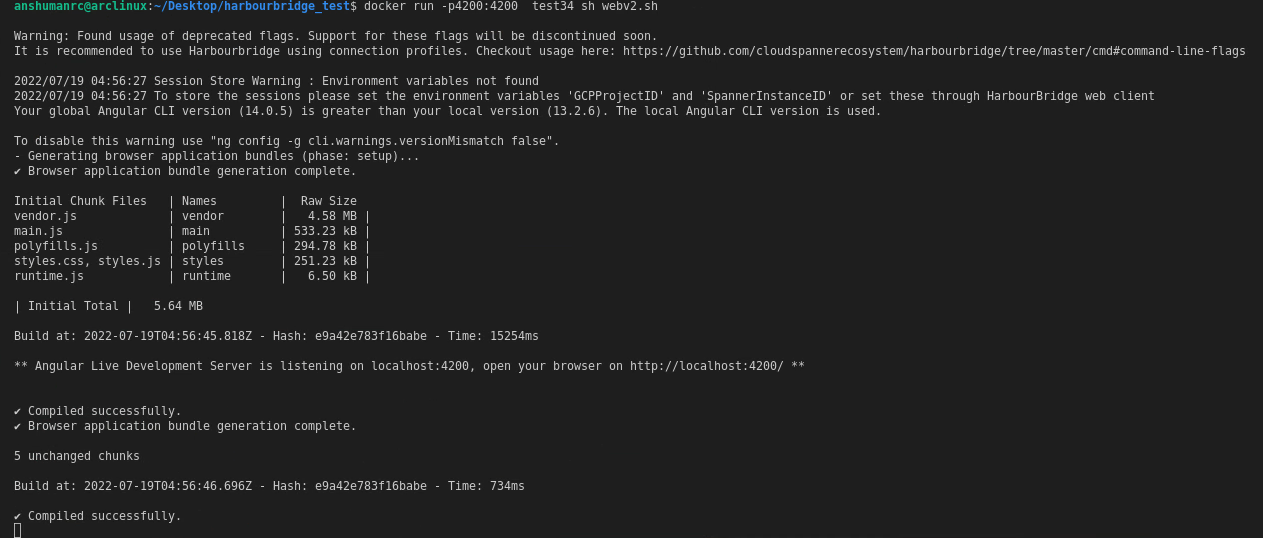 anshumanrc@arclinux:~/Desktop/harbourbridge_test$ docker run -p4200:4200  test34 sh webv2.sh
Warning: Found usage of deprecated flags. Support for these flags will be discontinued soon.
It is recommended to use Harbourbridge using connection profiles. Checkout usage here: https://github.com/cloudspannerecosystem/harbourbridge/tree/master/cmd#command-line-flags
2022/07/19 04:56:27 Session Store Warning : Environment variables not found
2022/07/19 04:56:27 To store the sessions please set the environment variables 'GCPProjectID' and 'SpannerInstanceID' or set these through HarbourBridge web client
Your global Angular CLI version (14.0.5) is greater than your local version (13.2.6). The local Angular CLI version is used.
To disable this warning use "ng config -g cli.warnings.versionMismatch false".
- Generating browser application bundles (phase: setup)...
✔ Browser application bundle generation complete.
Initial Chunk Files   | Names         |  Raw Size
vendor.js             | vendor        |   4.58 MB |
main.js               | main          | 533.23 kB |
polyfills.js          | polyfills     | 294.78 kB |
styles.css, styles.js | styles        | 251.23 kB |
runtime.js            | runtime       |   6.50 kB |
| Initial Total |   5.64 MB
Build at: 2022-07-19T04:56:45.818Z - Hash: e9a42e783f16babe - Time: 15254ms
** Angular Live Development Server is listening on localhost:4200, open your browser on http://localhost:4200/ **
✔ Compiled successfully.
✔ Browser application bundle generation complete.
5 unchanged chunks
Build at: 2022-07-19T04:56:46.696Z - Hash: e9a42e783f16babe - Time: 734ms
✔ Compiled successfully.